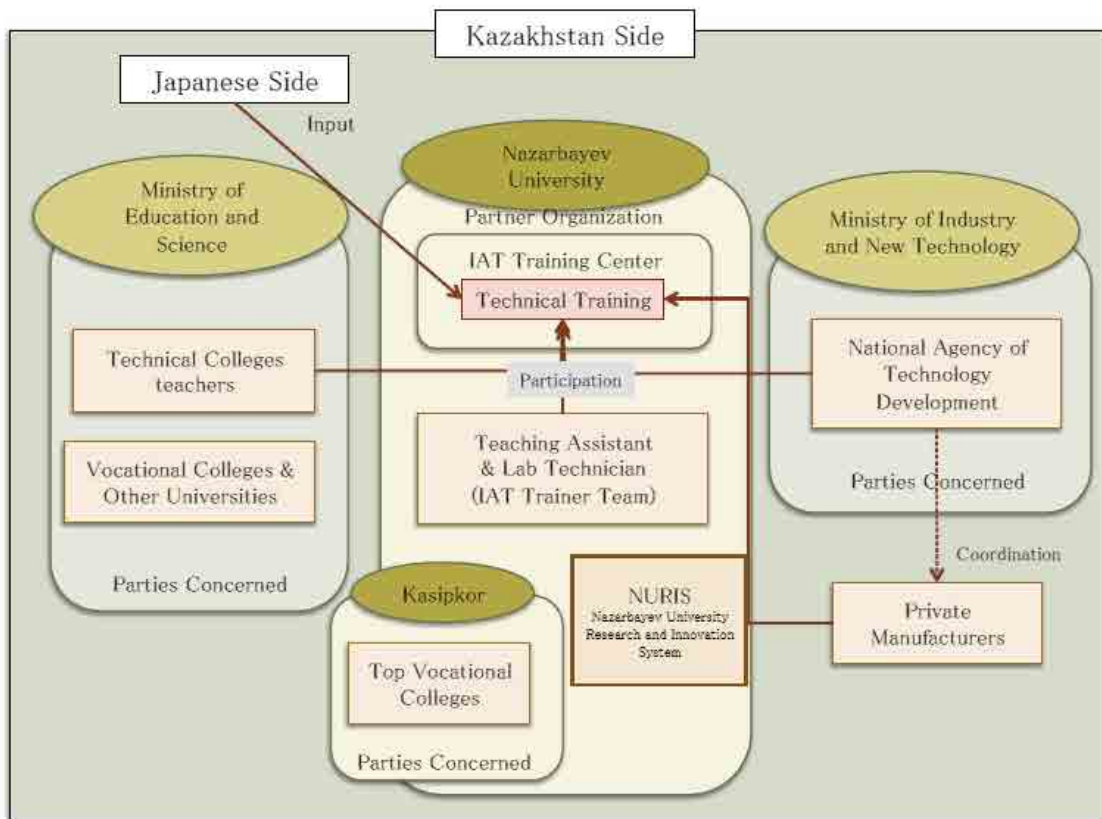 Kazakhstan Side
Japanese Side
Input
Ministry of
Education and
Science
Technical Colleges
teachers
Vocational Colleges &
Other Universities
Parties Concerned
Nazarbayev
University
Partner Organization
IAT Training Center
Technical Training
Participation
Teaching Assistant
& Lab Technician
(IAT Trainer Team)
Kasipkor
Top Vocational
Colleges
Parties Concerned
NURIS
Nazarbayev University
Research and Innovation
System
Ministry of Industry
and New Technology
National Agency of
Technology
Development
Parties Concerned
Coordination
Private
Manufacturers